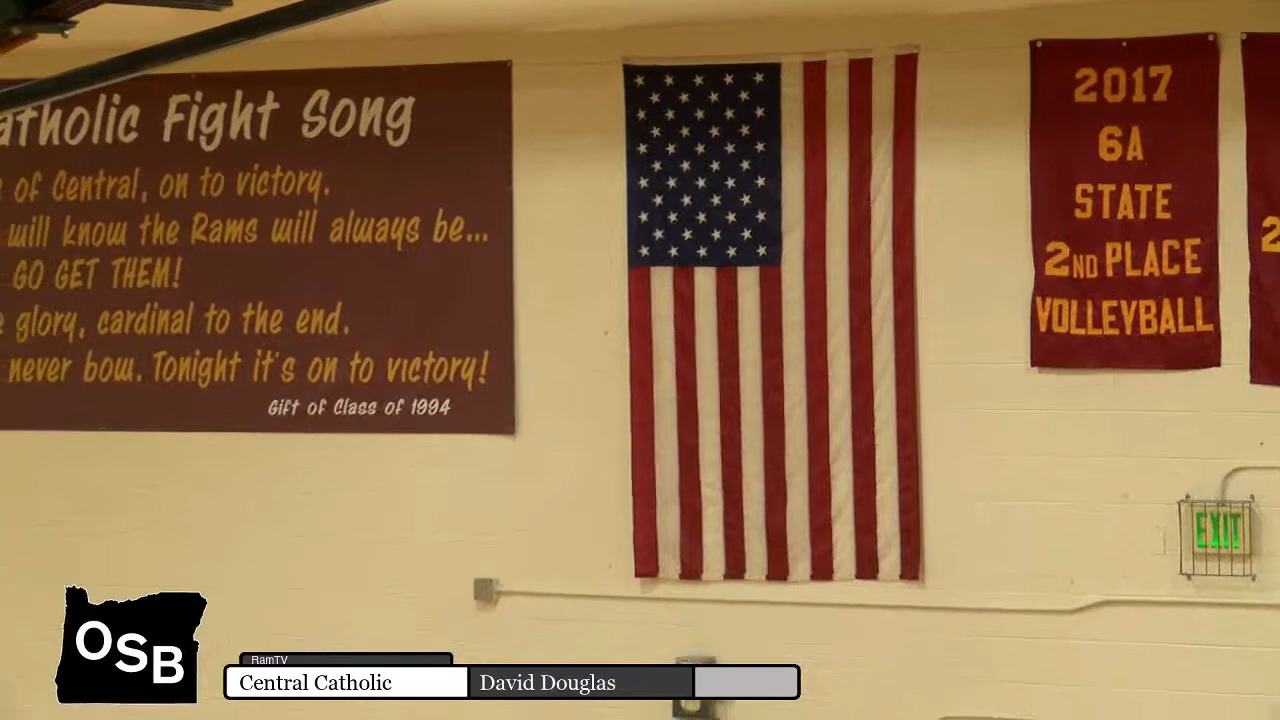 atholic Fight Song
of Central, on to victory.
will know the Rams will always be...
GO GET THEM!
glory, cardinal to the end.
never bow. Tonight it's on to victory!
Gift of Class of 1994
2017
6A
STATE
2ND PLACE
VOLLEYBALL
2
EXIT
OSB
RamTV
Central Catholic
David Douglas